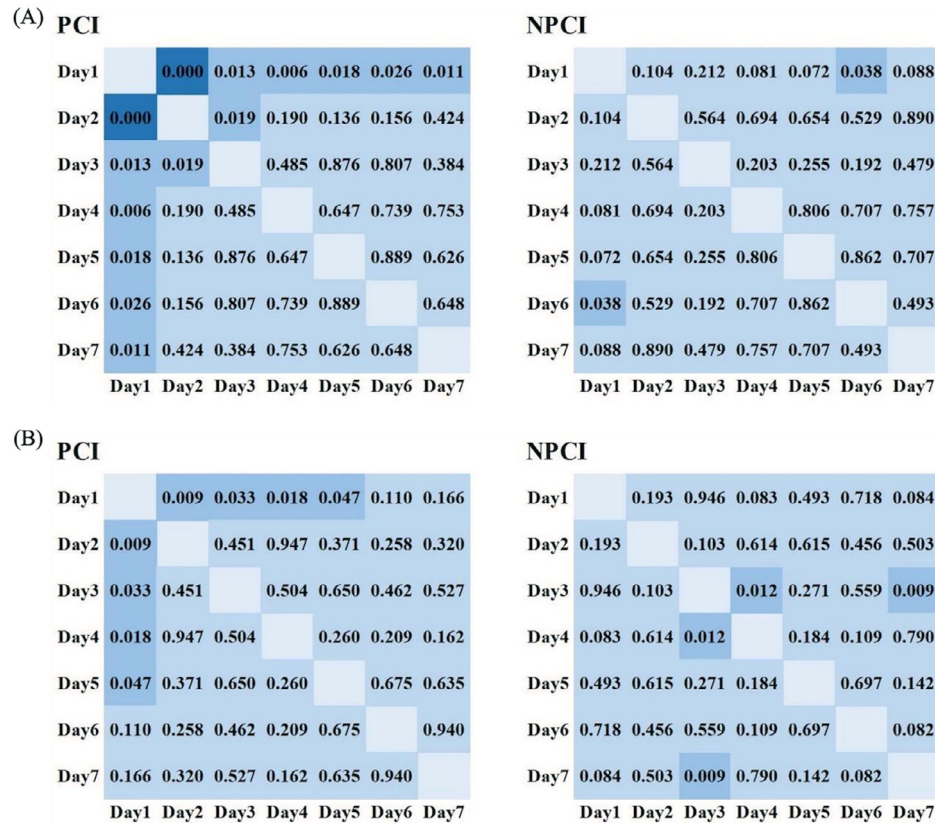 (A)
PCI NPCI
Day1 0.000 0.013 0.006 0.018 0.026 0.011 Day1 0.104 0.212 0.081 0.072 0.038 0.088
Day2 0.000 0.019 0.190 0.136 0.156 0.424 Day2 0.104 0.564 0.694 0.654 0.529 0.890
Day3 0.013 0.019 0.485 0.876 0.807 0.384 Day3 0.212 0.564 0.203 0.255 0.192 0.479
Day4 0.006 0.190 0.485 0.647 0.739 0.753 Day4 0.081 0.694 0.203 0.806 0.707 0.757
Day5 0.018 0.136 0.876 0.647 0.889 0.626 Day5 0.072 0.654 0.255 0.806 0.862 0.707
Day6 0.026 0.156 0.807 0.739 0.889 0.648 Day6 0.038 0.529 0.192 0.707 0.862 0.493
Day7 0.011 0.424 0.384 0.753 0.626 0.648 Day7 0.088 0.890 0.479 0.757 0.707 0.493
Day1 Day2 Day3 Day4 Day5 Day6 Day7 Day1 Day2 Day3 Day4 Day5 Day6 Day7
(B)
PCI NPCI
Day1 0.009 0.033 0.018 0.047 0.110 0.166 Day1 0.193 0.946 0.083 0.493 0.718 0.084
Day2 0.009 0.451 0.947 0.371 0.258 0.320 Day2 0.193 0.103 0.614 0.615 0.456 0.503
Day3 0.033 0.451 0.504 0.650 0.462 0.527 Day3 0.946 0.103 0.012 0.271 0.559 0.009
Day4 0.018 0.947 0.504 0.260 0.209 0.162 Day4 0.083 0.614 0.012 0.184 0.109 0.790
Day5 0.047 0.371 0.650 0.260 0.675 0.635 Day5 0.493 0.615 0.271 0.184 0.697 0.142
Day6 0.110 0.258 0.462 0.209 0.675 0.940 Day6 0.718 0.456 0.559 0.109 0.697 0.082
Day7 0.166 0.320 0.527 0.162 0.635 0.940 Day7 0.084 0.503 0.009 0.790 0.142 0.082
Day1 Day2 Day3 Day4 Day5 Day6 Day7 Day1 Day2 Day3 Day4 Day5 Day6 Day7